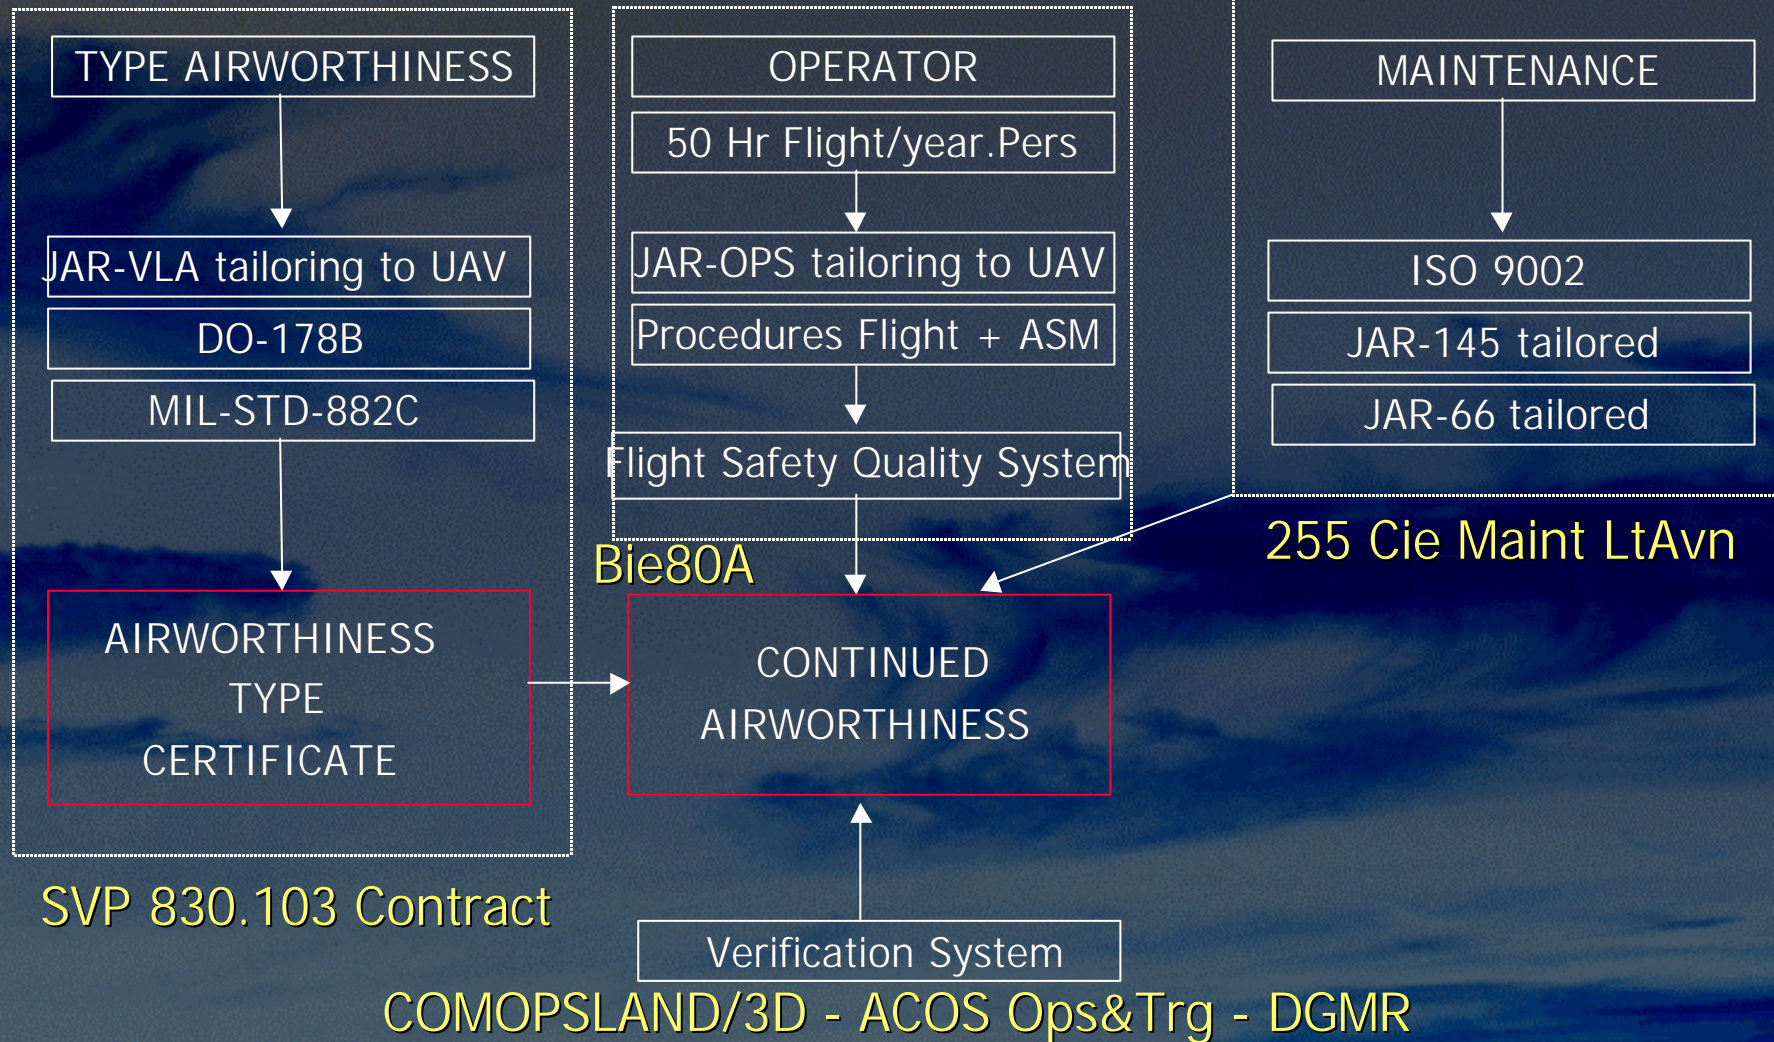 TYPE AIRWORTHINESS
JAR-VLA tailoring to UAV
DO-178B
MIL-STD-882C
AIRWORTHINESS
TYPE
CERTIFICATE
SVP 830.103 Contract
OPERATOR
50 Hr Flight/year.Pers
JAR-OPS tailoring to UAV
Procedures Flight + ASM
Flight Safety Quality System
Bie80A
CONTINUED
AIRWORTHINESS
Verification System
MAINTENANCE
ISO 9002
JAR-145 tailored
JAR-66 tailored
255 Cie Maint LtAvn
COMOPSLAND/3D - ACOS Ops&Trg - DGMR